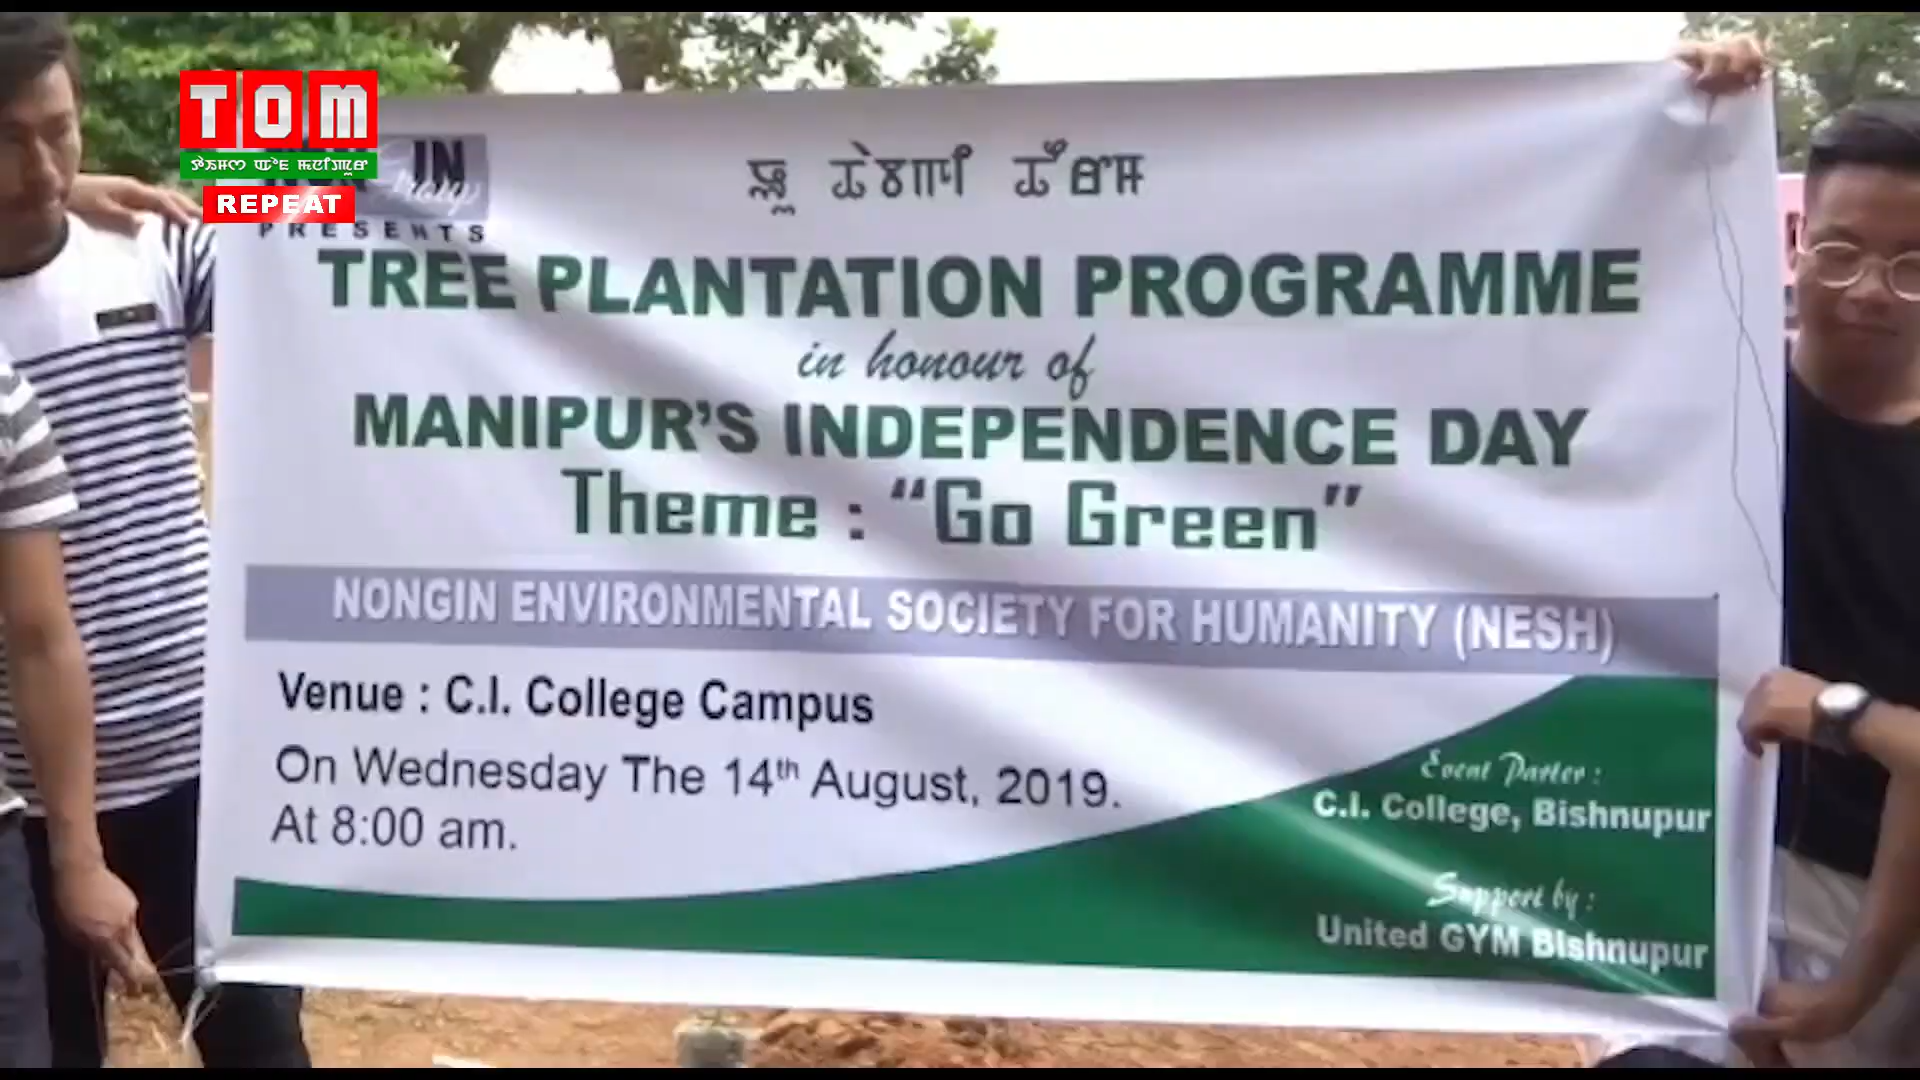 TOM
REPEAT
IN
PRESENTS
TREE PLANTATION PROGRAMME
in honour of
MANIPUR'S INDEPENDENCE DAY
Theme : "Go Green"
NONGIN ENVIRONMENTAL SOCIETY FOR HUMANITY (NESH)
Venue : C.I. College Campus
On Wednesday The 14th August, 2019.
At 8:00 am.
Event Parter :
C.I. College, Bishnupur
Support by :
United GYM Bishnupur